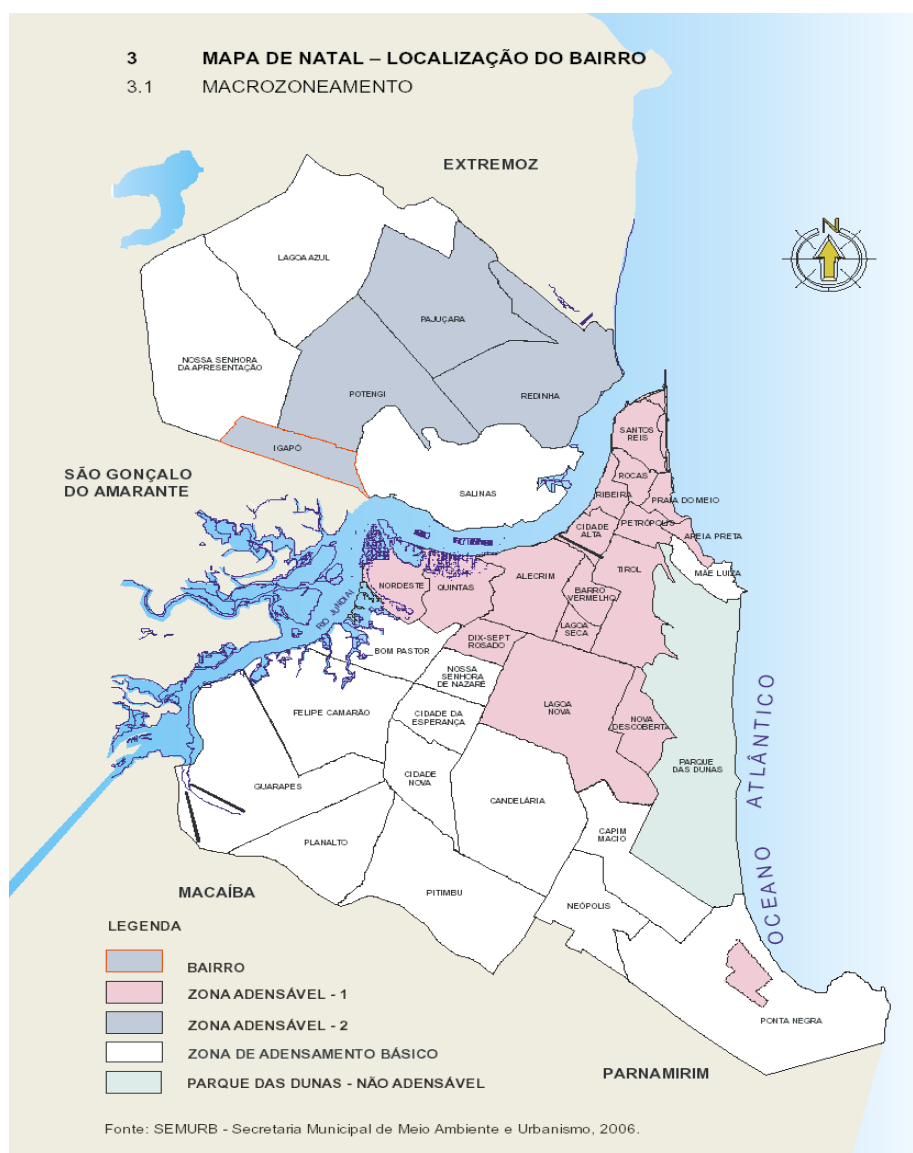 3 MAPA DE NATAL – LOCALIZAÇÃO DO BAIRRO
3.1 MACROZONEAMENTO
EXTREMOZ
N
LAGOA AZUL
PAJUÇARA
NOSSA SENHORA
DA APRESENTAÇÃO
POTENGI
REDINHA
IGAPÓ
SANTOS
REIS
SÃO GONÇALO
DO AMARANTE
SALINAS
ROCAS
RIBEIRA
PRAIA DO MEIO
CIDADE
ALTA
PETRÓPOLIS
AREIA PRETA
MÃE LUIZA
TIROL
ALECRIM
NORDESTE
QUINTAS
BARRO
VERMELHO
RIO JUNDIAÍ
LAGOA
SECA
DIX-SEPT
ROSADO
BOM PASTOR
NOSSA
SENHORA
DE NAZARÉ
FELIPE CAMARÃO
CIDADE DA
ESPERANÇA
LAGOA
NOVA
NOVA
DESCOBERTA
OCEANO ATLÂNTICO
PARQUE
DAS DUNAS
GUARAPES
CIDADE
NOVA
CANDELÁRIA
CAPIM
MACIO
PLANALTO
PITIMBU
NEÓPOLIS
MACAÍBA
PONTA NEGRA
PARNAMIRIM
LEGENDA
BAIRRO
ZONA ADENSÁVEL - 1
ZONA ADENSÁVEL - 2
ZONA DE ADENSAMENTO BÁSICO
PARQUE DAS DUNAS - NÃO ADENSÁVEL
Fonte: SEMURB - Secretaria Municipal de Meio Ambiente e Urbanismo, 2006.